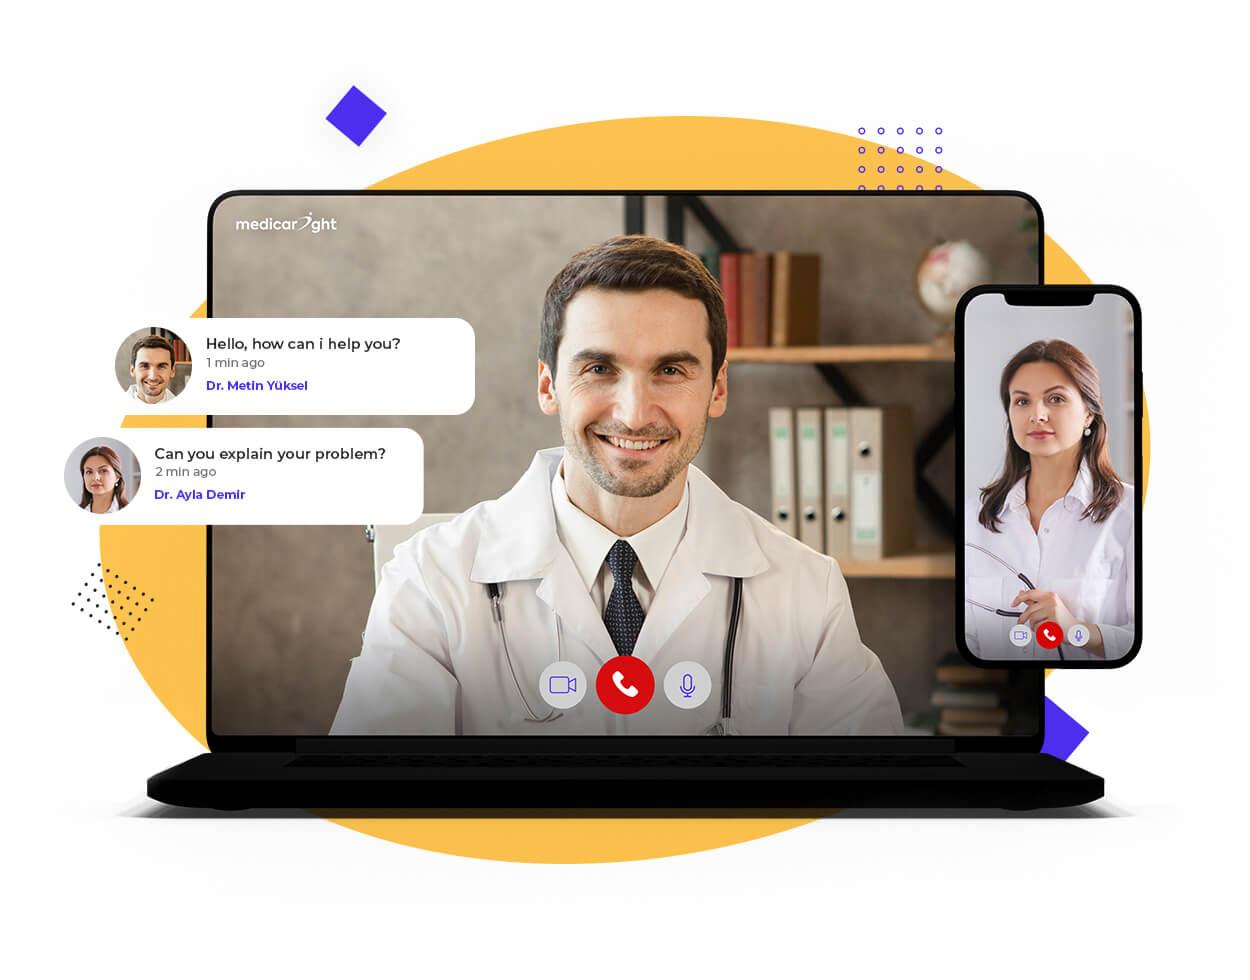 medicaright
Hello, how can i help you?
1 min ago
Dr. Metin Yüksel
Can you explain your problem?
2 min ago
Dr. Ayla Demir